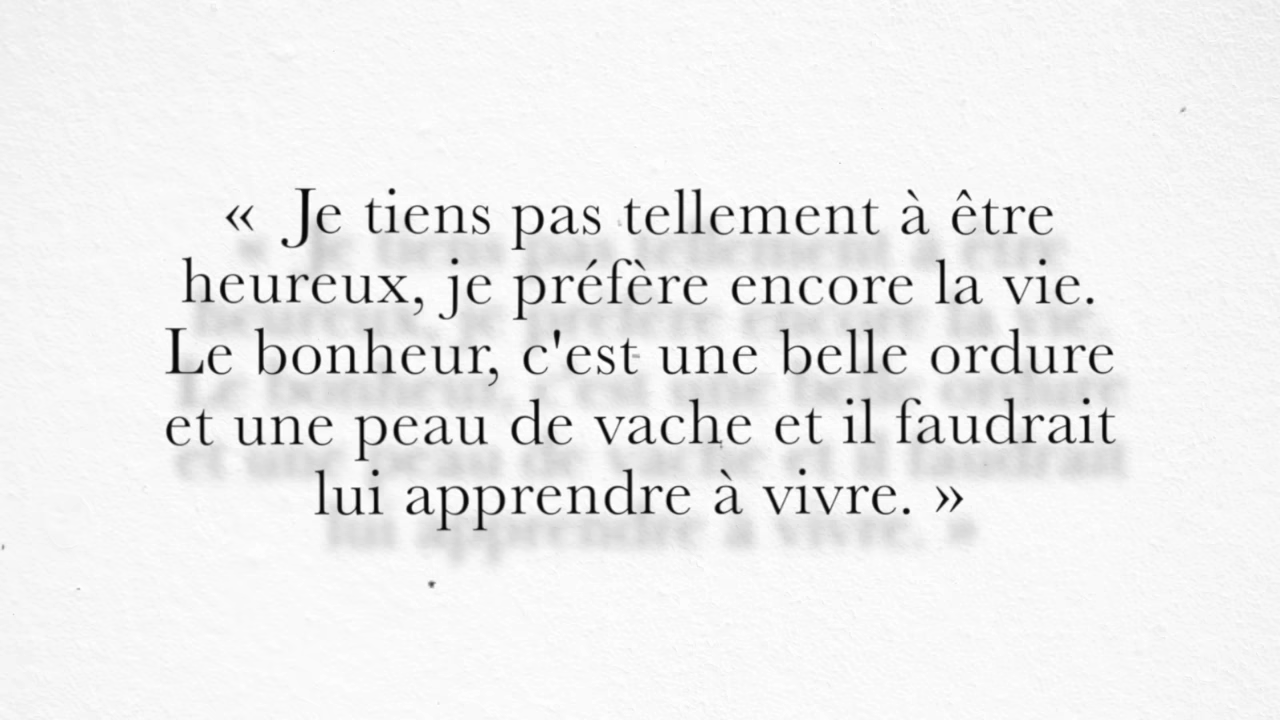 « Je tiens pas tellement à être
heureux, je préfère encore la vie.
Le bonheur, c'est une belle ordure
et une peau de vache et il faudrait
lui apprendre à vivre. »